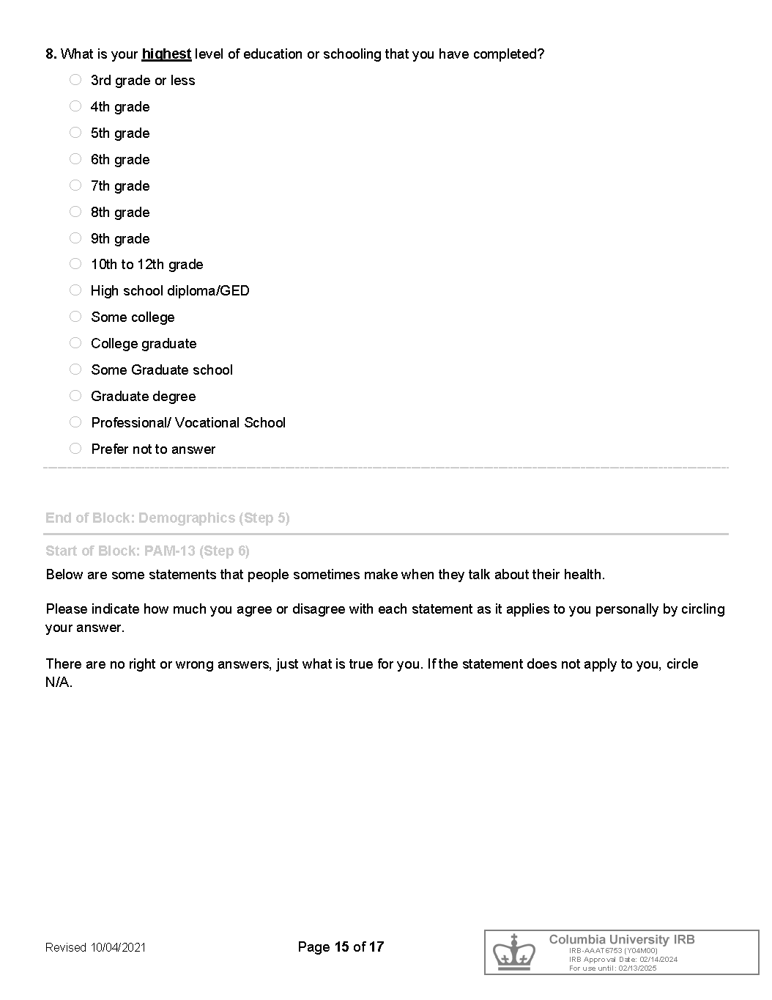 8. What is your highest level of education or schooling that you have completed?
3rd grade or less
4th grade
5th grade
6th grade
7th grade
8th grade
9th grade
10th to 12th grade
High school diploma/GED
Some college
College graduate
Some Graduate school
Graduate degree
Professional/ Vocational School
Prefer not to answer
End of Block: Demographics (Step 5)
Start of Block: PAM-13 (Step 6)
Below are some statements that people sometimes make when they talk about their health.
Please indicate how much you agree or disagree with each statement as it applies to you personally by circling
your answer.
There are no right or wrong answers, just what is true for you. If the statement does not apply to you, circle
N/A.
Revised 10/04/2021
Page 15 of 17
Columbia University IRB
IRB-AAAT6753 (Y04M00)
IRB Approval Date: 02/14/2024
For use until: 02/13/2025